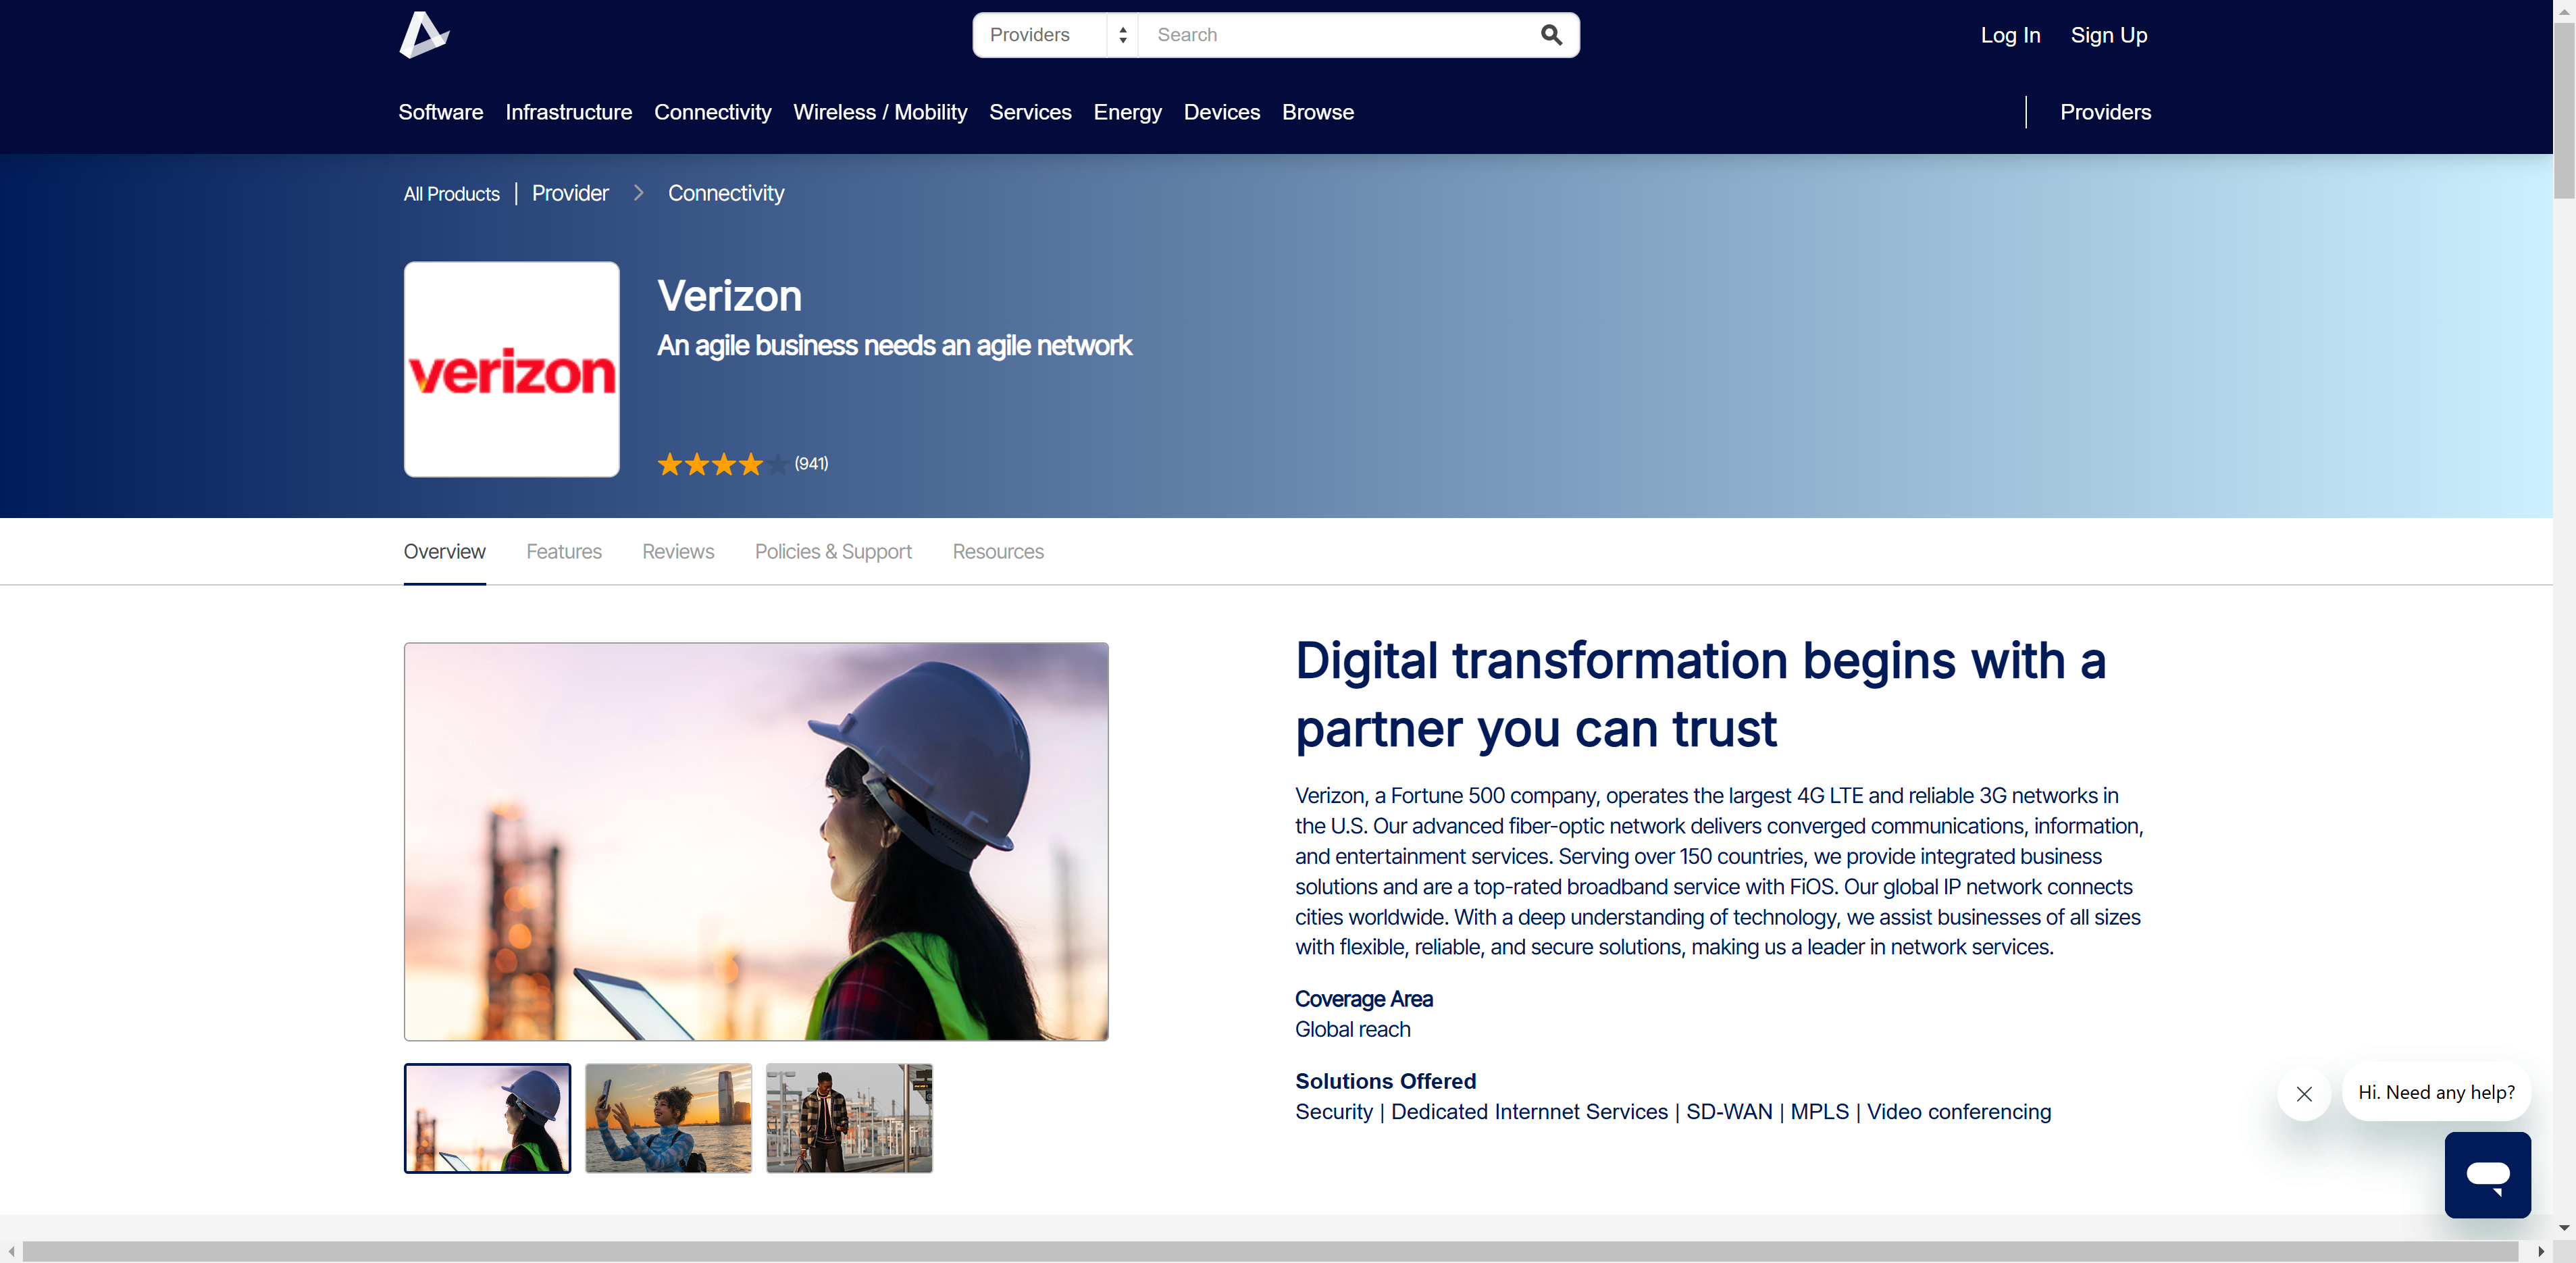 Providers
Search
Log In
Sign Up
Software
Infrastructure
Connectivity
Wireless / Mobility
Services
Energy
Devices
Browse
Providers
All Products | Provider > Connectivity
verizon
Verizon
An agile business needs an agile network
(941)
Overview
Features
Reviews
Policies & Support
Resources
Digital transformation begins with a
partner you can trust
Verizon, a Fortune 500 company, operates the largest 4G LTE and reliable 3G networks in
the U.S. Our advanced fiber-optic network delivers converged communications, information,
and entertainment services. Serving over 150 countries, we provide integrated business
solutions and are a top-rated broadband service with FiOS. Our global IP network connects
cities worldwide. With a deep understanding of technology, we assist businesses of all sizes
with flexible, reliable, and secure solutions, making us a leader in network services.
Coverage Area
Global reach
Solutions Offered
Security | Dedicated Internnet Services | SD-WAN | MPLS | Video conferencing
Hi. Need any help?